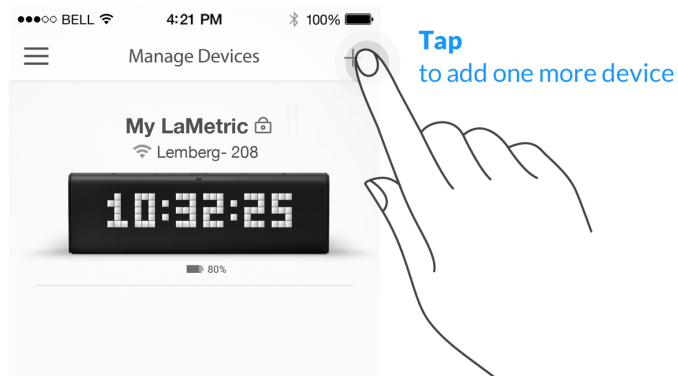 BELL 4:21 PM 100%
Manage Devices +
Tap
to add one more device
My LaMetric
Lemberg- 208
10:32:25
80%